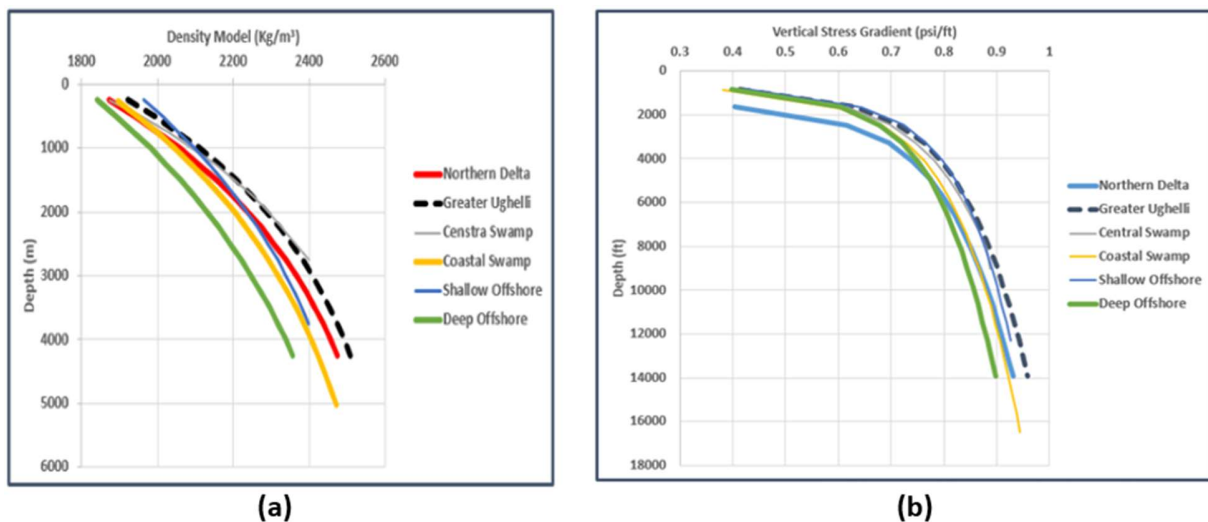 Density Model (Kg/m³)
1800 2000 2200 2400 2600
0
1000
2000
3000
4000
5000
6000
Depth (m)
Northern Delta
Greater Ughelli
Censtra Swamp
Coastal Swamp
Shallow Offshore
Deep Offshore
(a)
Vertical Stress Gradient (psi/ft)
0.3 0.4 0.5 0.6 0.7 0.8 0.9 1
0
2000
4000
6000
8000
10000
12000
14000
16000
18000
Depth (ft)
Northern Delta
Greater Ughelli
Central Swamp
Coastal Swamp
Shallow Offshore
Deep Offshore
(b)